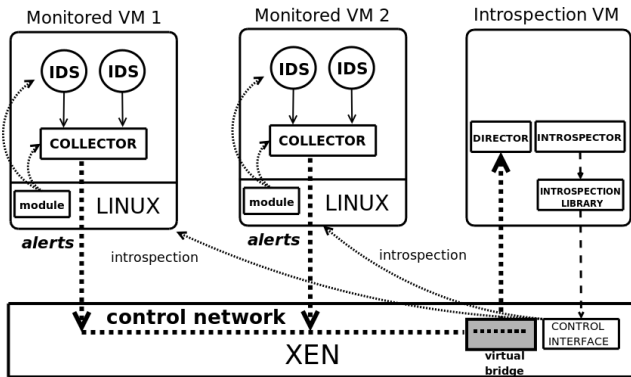 Monitored VM 1
Monitored VM 2
Introspection VM
IDS
IDS
IDS
IDS
COLLECTOR
COLLECTOR
DIRECTOR
INTROSPECTOR
module
LINUX
module
LINUX
INTROSPECTION
LIBRARY
alerts
alerts
introspection
introspection
control network
XEN
virtual
bridge
CONTROL
INTERFACE